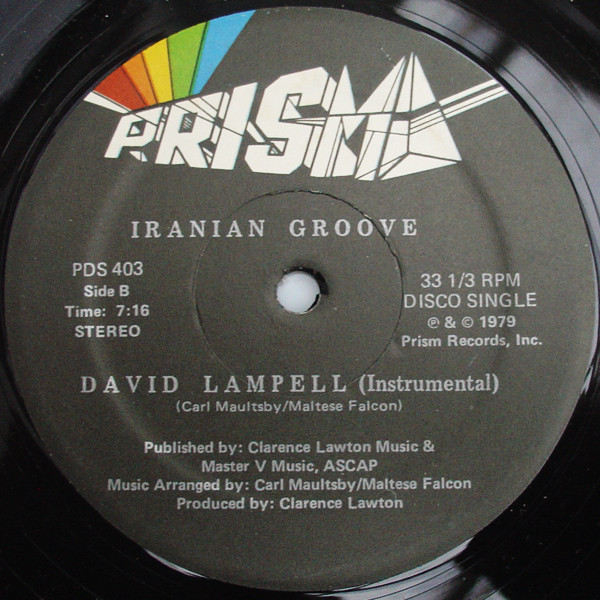 PRISM
IRANIAN GROOVE
PDS 403
Side B
Time: 7:16
STEREO
33 1/3 RPM
DISCO SINGLE
℗ & © 1979
Prism Records, Inc.
DAVID LAMPELL (Instrumental)
(Carl Maultsby/Maltese Falcon)
Published by: Clarence Lawton Music &
Master V Music, ASCAP
Music Arranged by: Carl Maultsby/Maltese Falcon
Produced by: Clarence Lawton